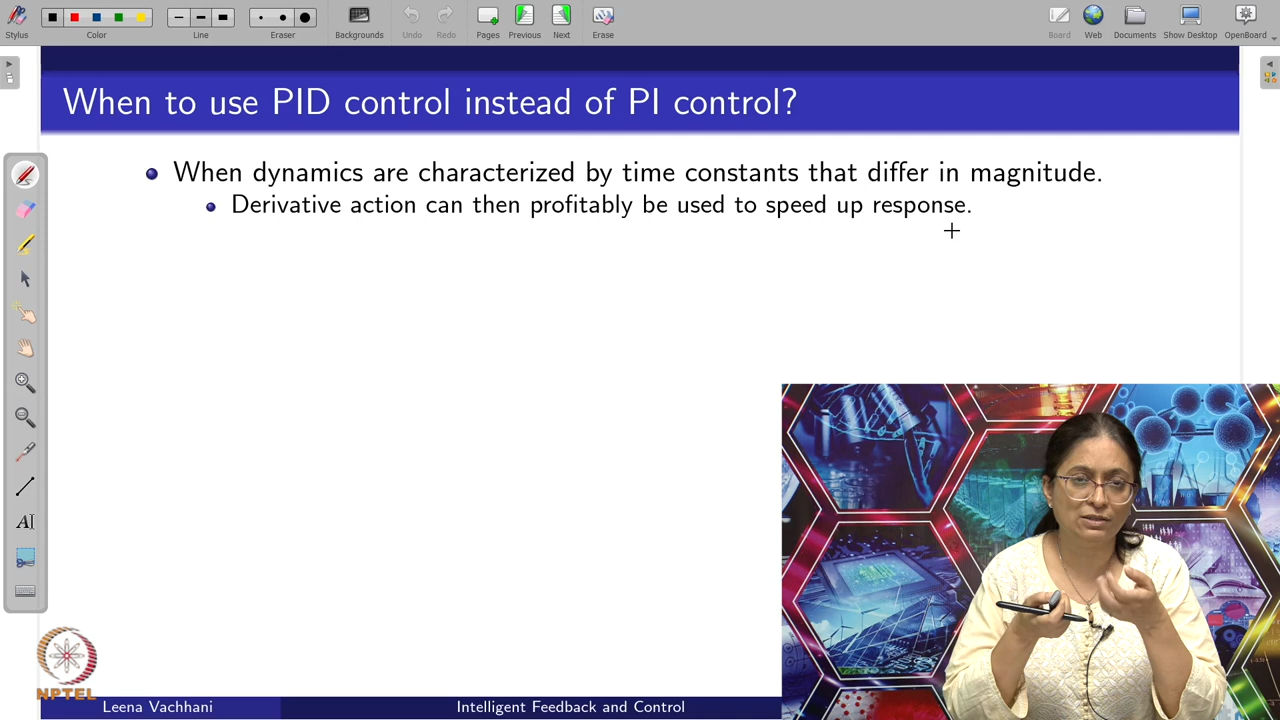 Stylus
Color
Line
Eraser
Backgrounds
Undo
Redo
Pages
Previous
Next
Erase
Board
Web
Documents
Show Desktop
OpenBoard
When to use PID control instead of PI control?
When dynamics are characterized by time constants that differ in magnitude.
Derivative action can then profitably be used to speed up response.
AI
NPTEL
Leena Vachhani
Intelligent Feedback and Control